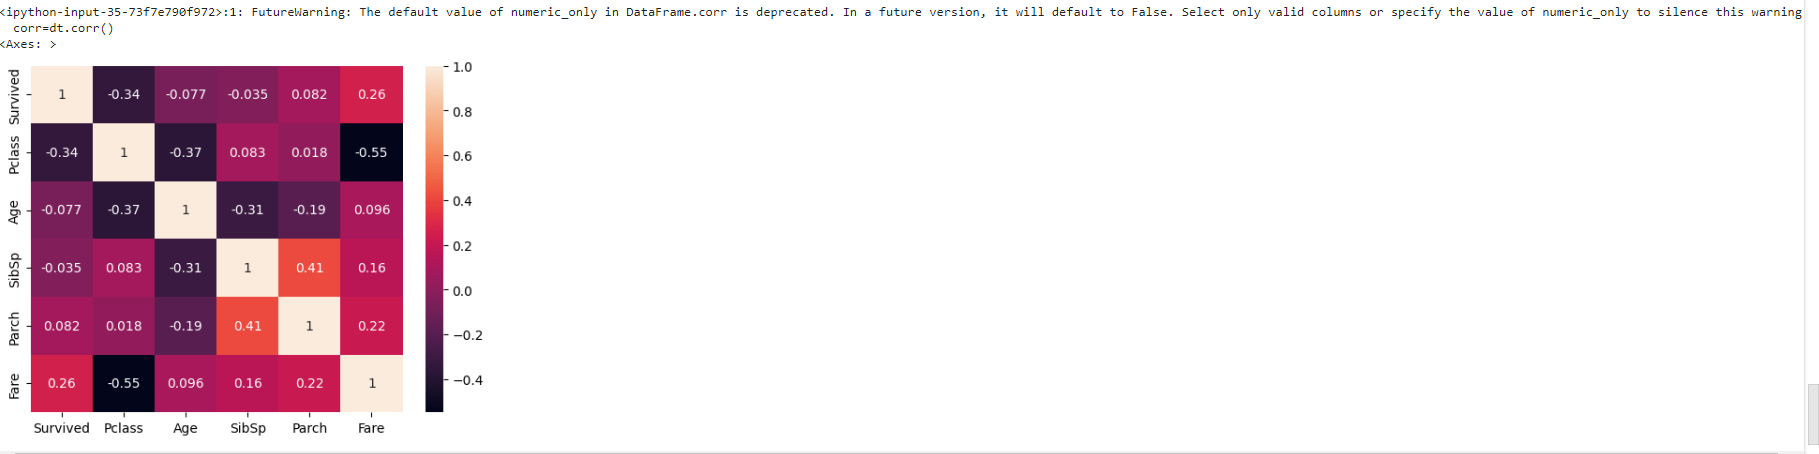 <ipython-input-35-73f7e790f972>:1: FutureWarning: The default value of numeric_only in DataFrame.corr is deprecated. In a future version, it will default to False. Select only valid columns or specify the value of numeric_only to silence this warning
corr=dt.corr()
<Axes: >
Survived 1 -0.34 -0.077 -0.035 0.082 0.26
Pclass -0.34 1 -0.37 0.083 0.018 -0.55
Age -0.077 -0.37 1 -0.31 -0.19 0.096
SibSp -0.035 0.083 -0.31 1 0.41 0.16
Parch 0.082 0.018 -0.19 0.41 1 0.22
Fare 0.26 -0.55 0.096 0.16 0.22 1
Survived Pclass Age SibSp Parch Fare
1.0
0.8
0.6
0.4
0.2
0.0
−0.2
−0.4